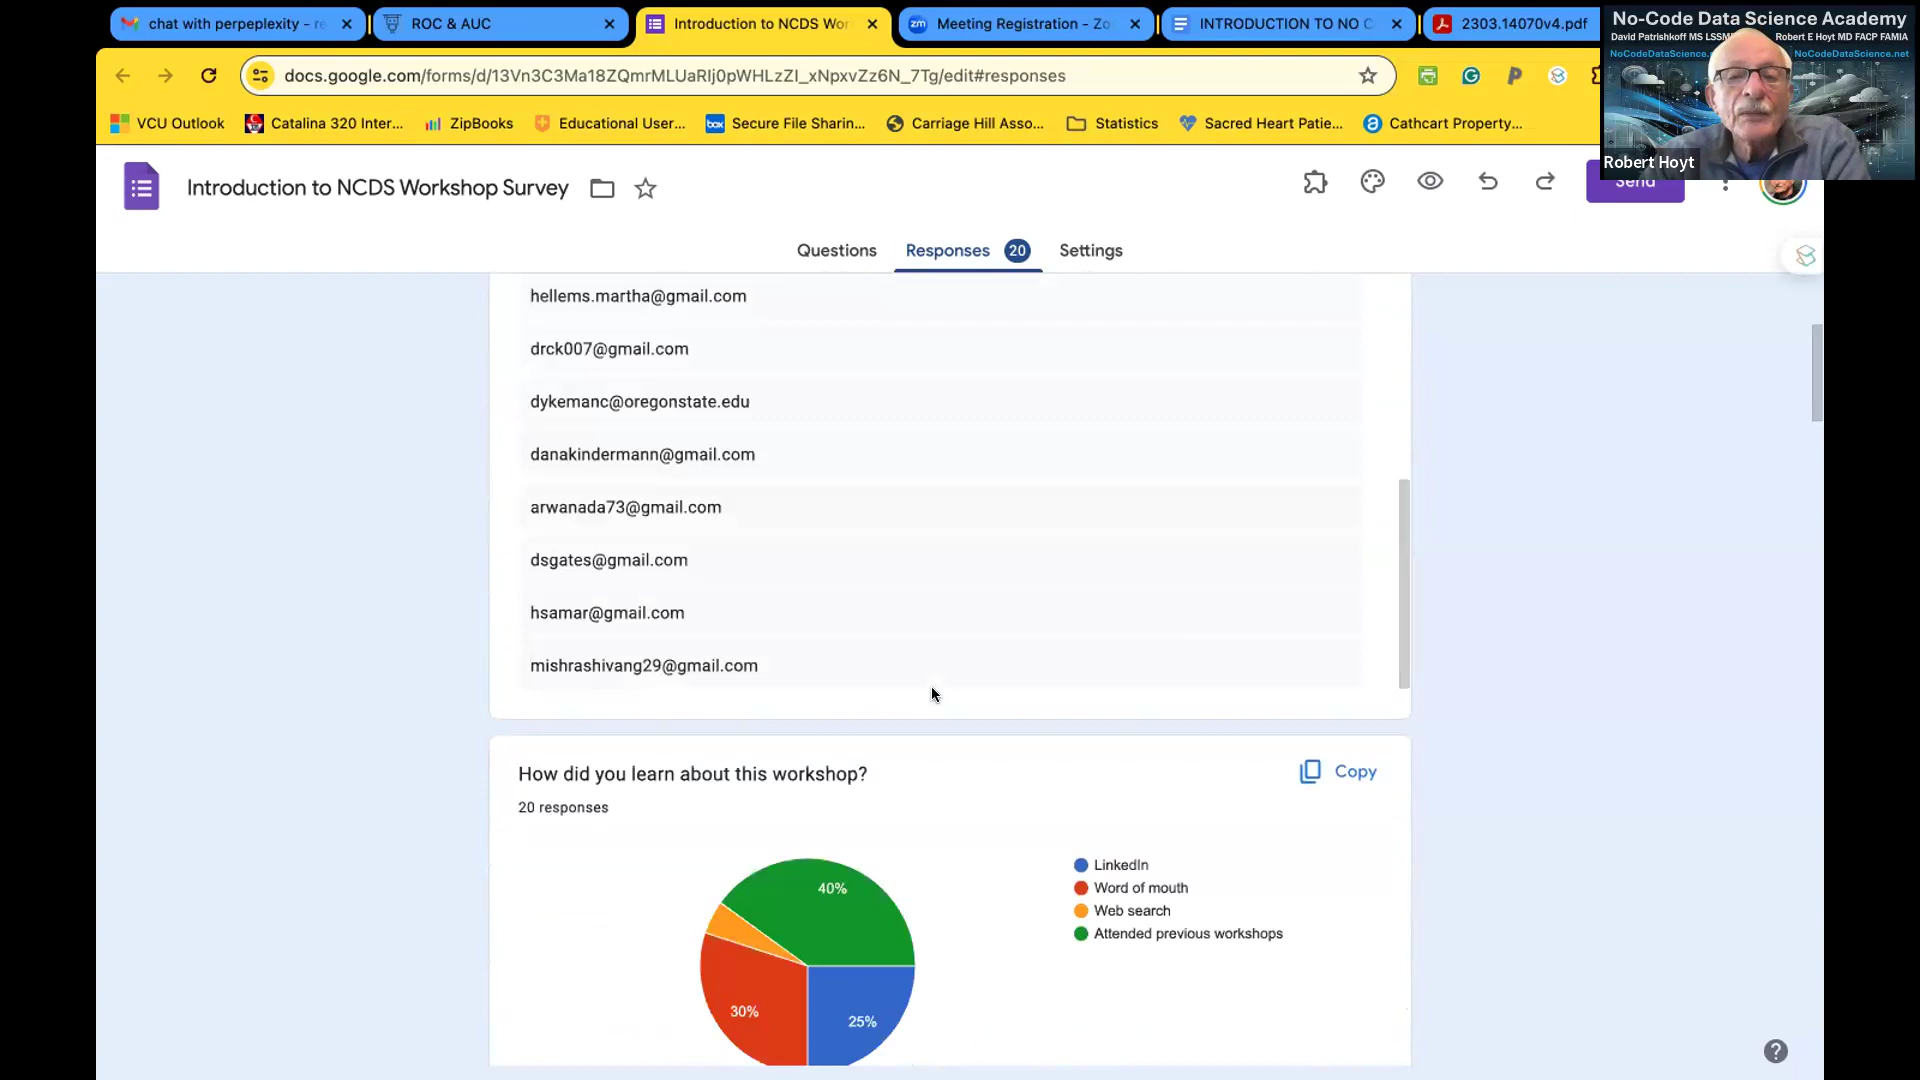 chat with perpeplexity - re
ROC & AUC
Introduction to NCDS Wor
Meeting Registration - Zo
INTRODUCTION TO NO C
2303.14070v4.pdf
docs.google.com/forms/d/13Vn3C3Ma18ZQmrMLUaRIj0pWHLzZI_xNpxvZz6N_7Tg/edit#responses
VCU Outlook
Catalina 320 Inter...
ZipBooks
Educational User...
Secure File Sharin...
Carriage Hill Asso...
Statistics
Sacred Heart Patie...
Cathcart Property...
No-Code Data Science Academy
David Patrishkoff MS LSSM
Robert E Hoyt MD FACP FAMIA
NoCodeDataScience.
NoCodeDataScience.net
Robert Hoyt
Introduction to NCDS Workshop Survey
Send
Questions
Responses 20
Settings
hellems.martha@gmail.com
drck007@gmail.com
dykemanc@oregonstate.edu
danakindermann@gmail.com
arwanada73@gmail.com
dsgates@gmail.com
hsamar@gmail.com
mishrashivang29@gmail.com
How did you learn about this workshop?
Copy
20 responses
40%
30%
25%
LinkedIn
Word of mouth
Web search
Attended previous workshops